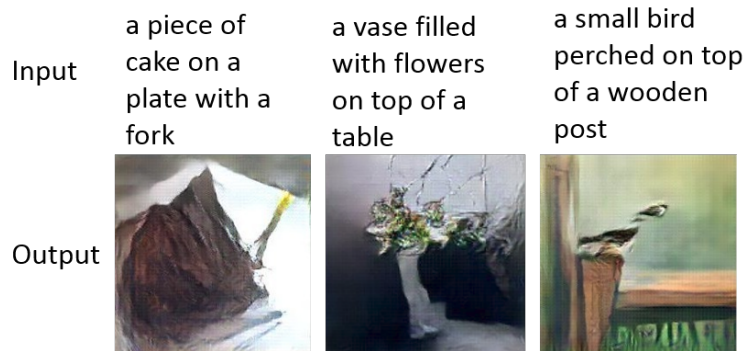 Input
a piece of
cake on a
plate with a
fork
a vase filled
with flowers
on top of a
table
a small bird
perched on top
of a wooden
post
Output